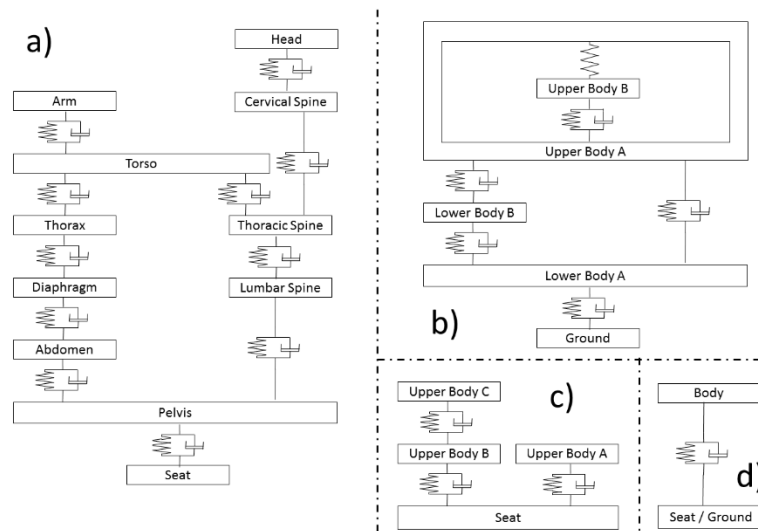 a)
Head
Cervical Spine
Arm
Torso
Thorax
Thoracic Spine
Diaphragm
Lumbar Spine
Abdomen
Pelvis
Seat
Upper Body B
Upper Body A
Lower Body B
Lower Body A
b)
Ground
c)
Upper Body C
Upper Body B
Upper Body A
Seat
Body
d)
Seat / Ground